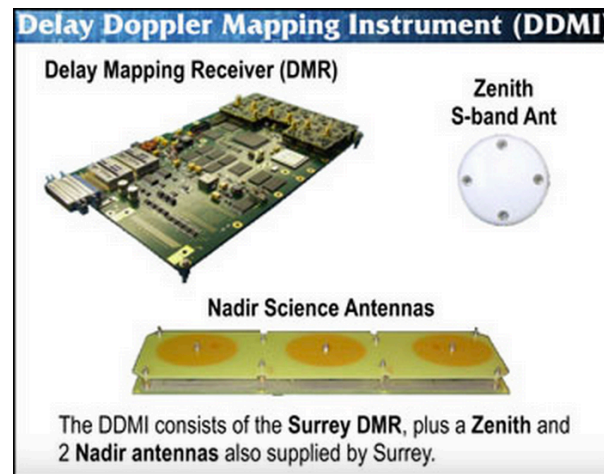 Delay Doppler Mapping Instrument (DDMI)
Delay Mapping Receiver (DMR)
Zenith
S-band Ant
Nadir Science Antennas
The DDMI consists of the Surrey DMR, plus a Zenith and
2 Nadir antennas also supplied by Surrey.